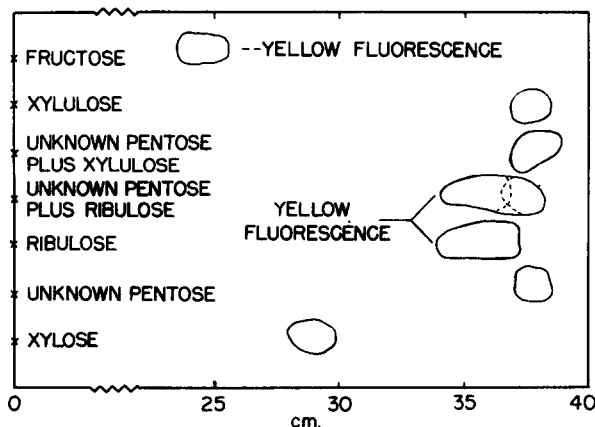 FRUCTOSE
--YELLOW FLUORESCENCE
XYLULOSE
UNKNOWN PENTOSE
PLUS XYLULOSE
UNKNOWN PENTOSE
PLUS RIBULOSE
YELLOW
FLUORESCENCE
RIBULOSE
UNKNOWN PENTOSE
XYLOSE
0 25 30 35 40
cm.